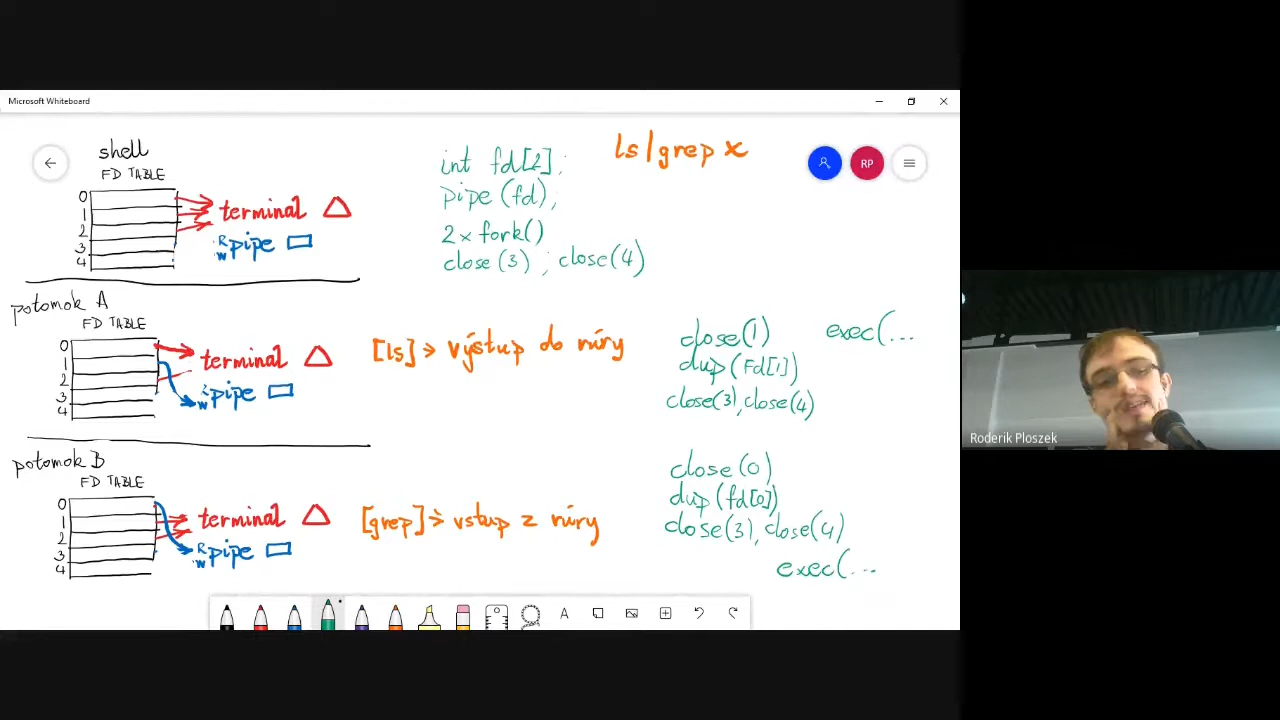 Microsoft Whiteboard
ls|grep x
shell
FD TABLE
0
1
2
3
4
terminal
R
W pipe
int fd[2];
pipe(fd),
2x fork()
close(3) ; close(4)
RP
potomok A
FD TABLE
0
1
2
3
4
terminal
W pipe
[ls] → výstup do rúry
close(1)
dup(Fd[1])
close(3), close(4)
exec(...
potomok B
FD TABLE
0
1
2
3
4
terminal
R
W pipe
[grep] → vstup z rúry
close(0)
dup(fd[0])
close(3), close(4)
exec(...
A
Roderik Ploszek